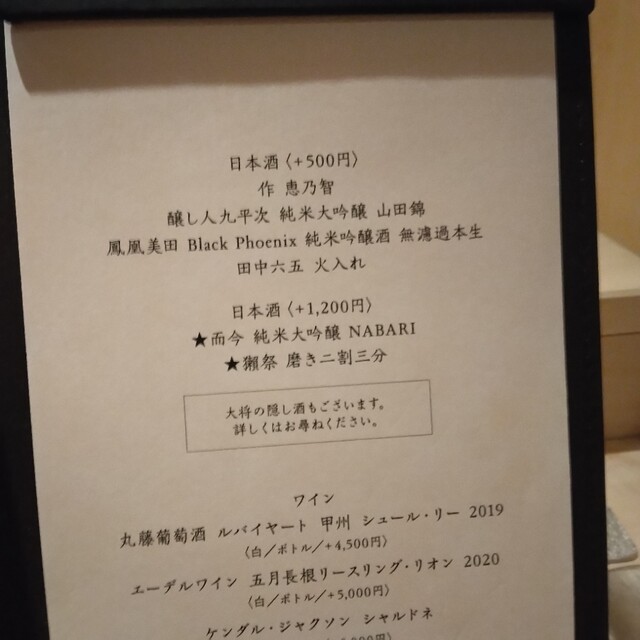 日本酒〈+500円〉
作 恵乃智
醸し人九平次 純米大吟醸 山田錦
鳳凰美田 Black Phoenix 純米吟醸酒 無濾過本生
田中六五 火入れ
日本酒〈+1,200円〉
★而今 純米大吟醸 NABARI
★獺祭 磨き二割三分
大将の隠し酒もございます。
詳しくはお尋ねください。
ワイン
丸藤葡萄酒 ルバイヤート 甲州 シュール・リー 2019
(白/ボトル/+4,500円)
エーデルワイン 五月長根リースリング・リオン 2020
(白/ボトル/+5,000円)
ケンダル・ジャクソン シャルドネ